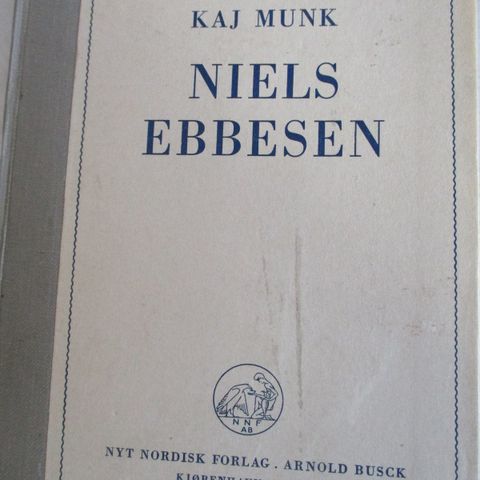 KAJ MUNK
NIELS
EBBESEN
NNF
AB
NYT NORDISK FORLAG . ARNOLD BUSCK